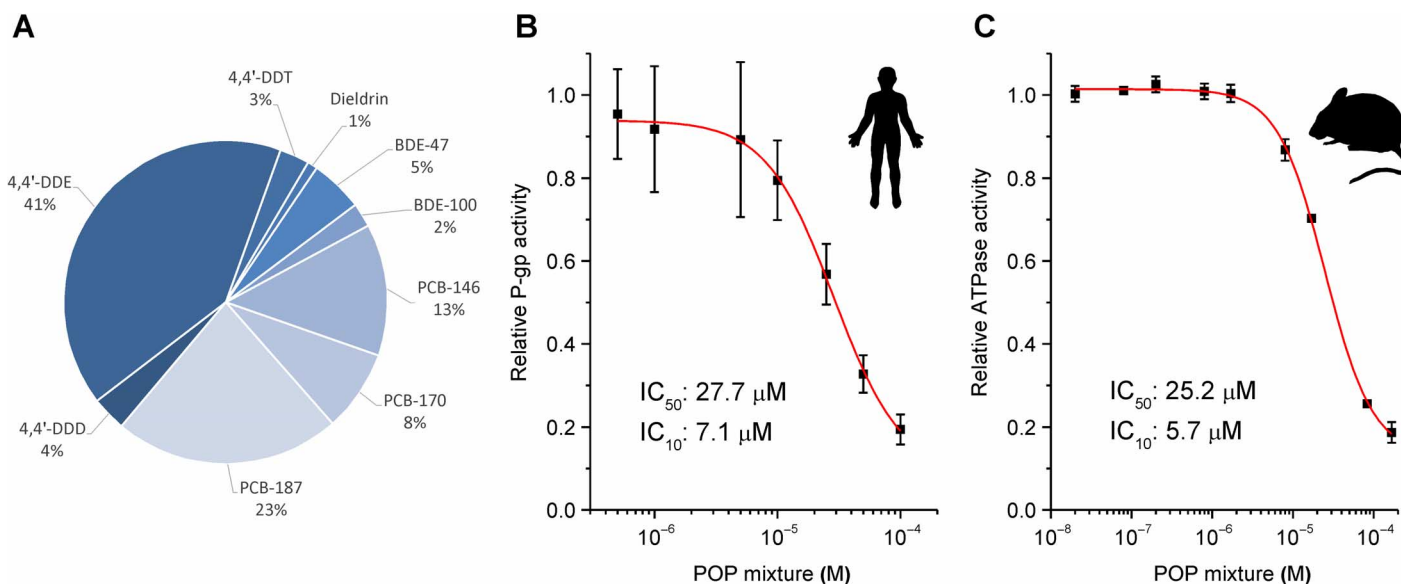 A
4,4'-DDT
3%
Dieldrin
1%
BDE-47
5%
BDE-100
2%
PCB-146
13%
PCB-170
8%
PCB-187
23%
4,4'-DDD
4%
4,4'-DDE
41%
B
Relative P-gp activity
1.0
0.8
0.6
0.4
0.2
0.0
IC50: 27.7 μM
IC10: 7.1 μM
10−6
10−5
10−4
POP mixture (M)
C
Relative ATPase activity
1.0
0.8
0.6
0.4
0.2
0.0
IC50: 25.2 μM
IC10: 5.7 μM
10−8
10−7
10−6
10−5
10−4
POP mixture (M)